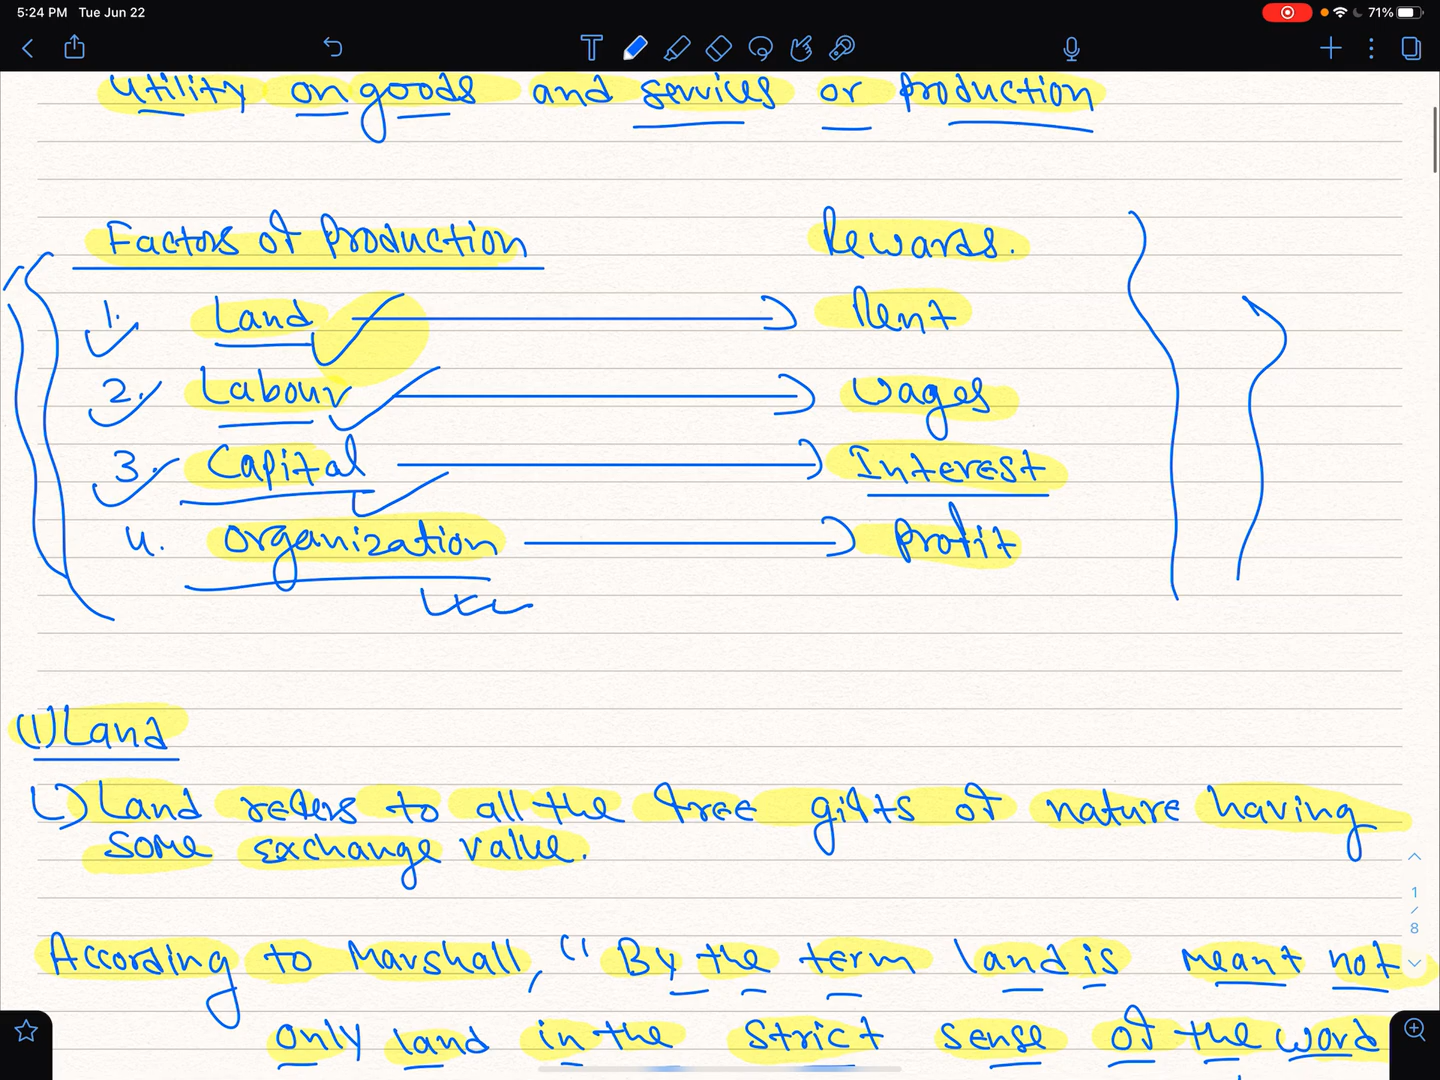 5:24 PM Tue Jun 22
71%
utility on goods and services or production
Factors of production Rewards.
1. Land Rent
2. Labour wages
3. Capital Interest
4. organization profit
(1) Land
Land refers to all the free gifts of nature having
some exchange value.
1
/
8
According to Marshall, " By the term land is meant not
only land in the strict sense of the word